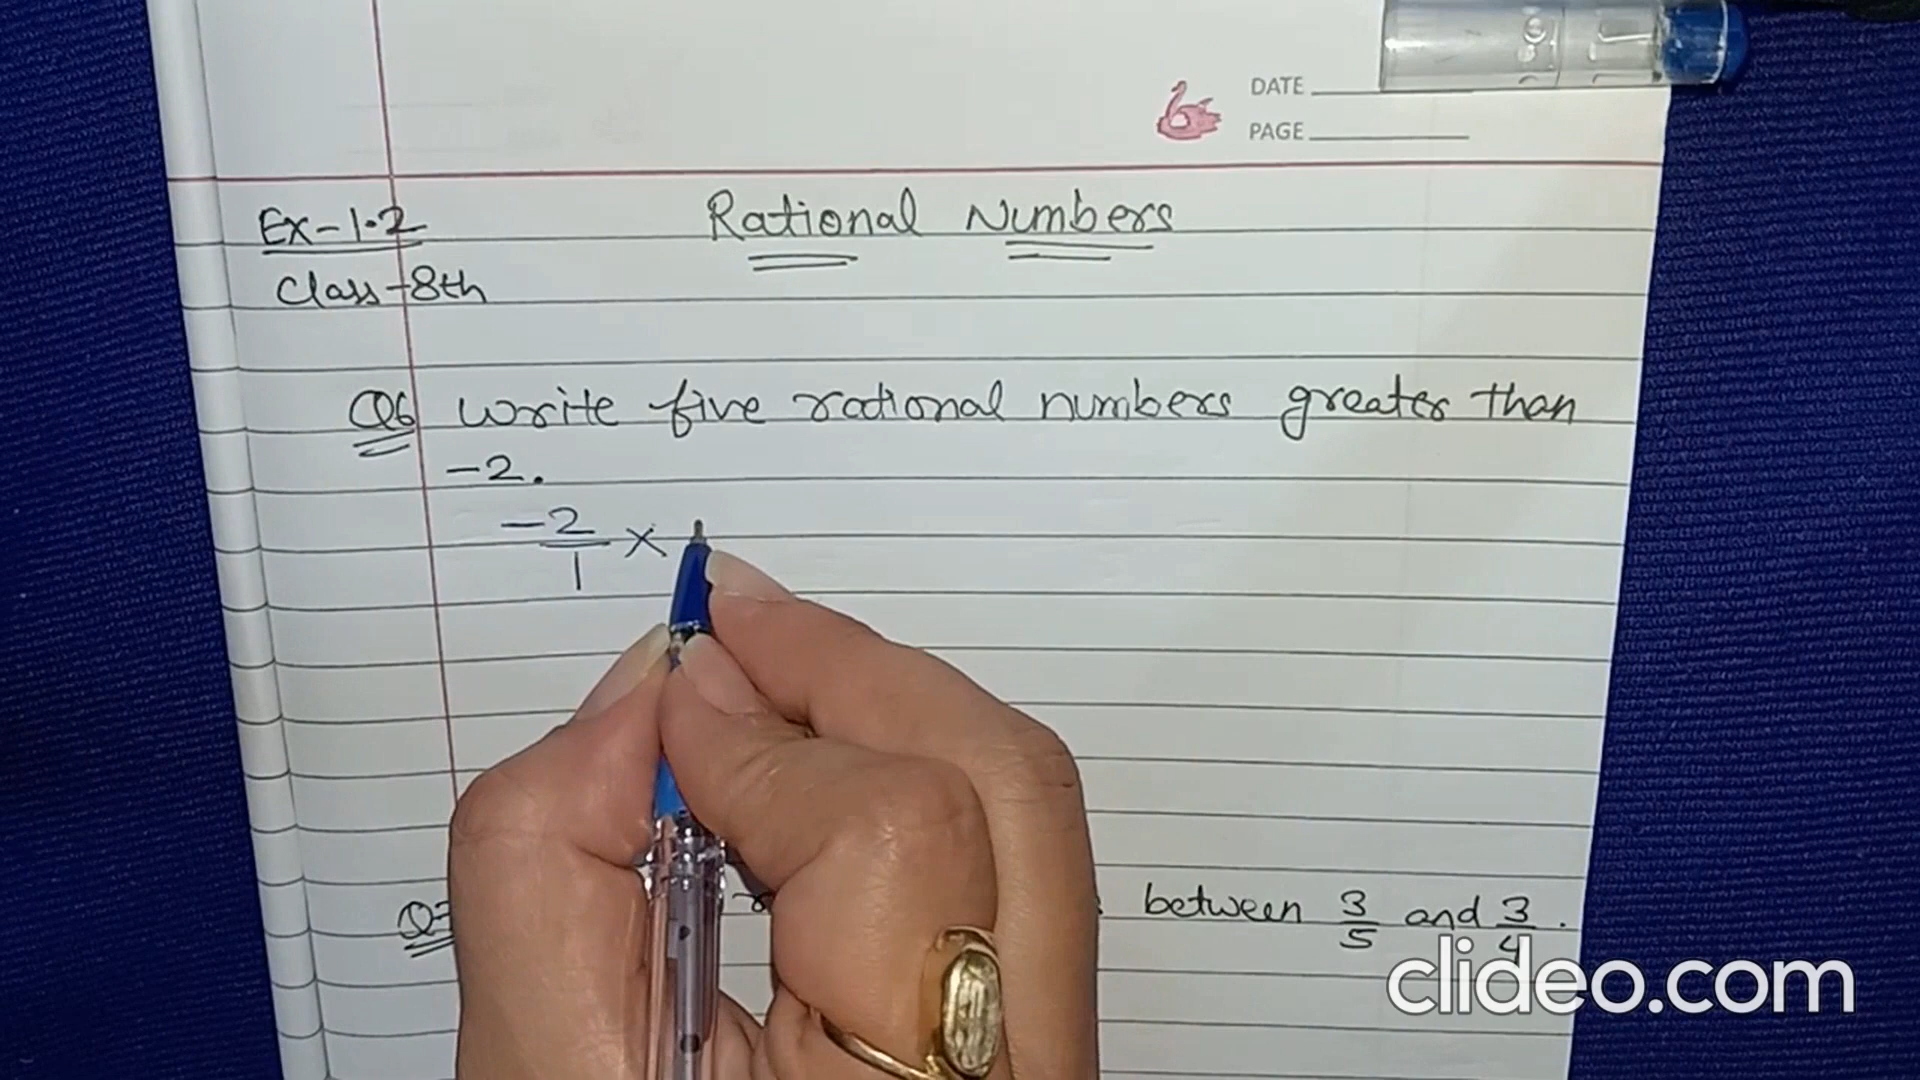 DATE
PAGE
Ex-1.2 Rational Numbers
Class-8th
Q6 Write five rational numbers greater than
-2.
-2/1 ×
between 3/5 and 3/4.
clideo.com